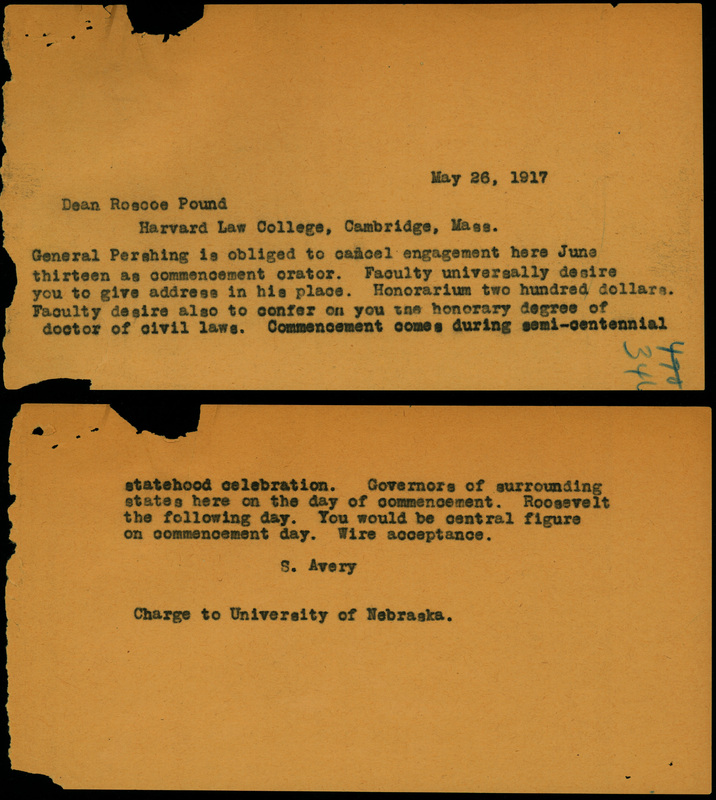 May 26, 1917
Dean Roscoe Pound
Harvard Law College, Cambridge, Mass.
General Pershing is obliged to cancel engagement here June
thirteen as commencement orator. Faculty universally desire
you to give address in his place. Honorarium two hundred dollars.
Faculty desire also to confer on you the honorary degree of
doctor of civil laws. Commencement comes during semi-centennial
statehood celebration. Governors of surrounding
states here on the day of commencement. Roosevelt
the following day. You would be central figure
on commencement day. Wire acceptance.
S. Avery
Charge to University of Nebraska.